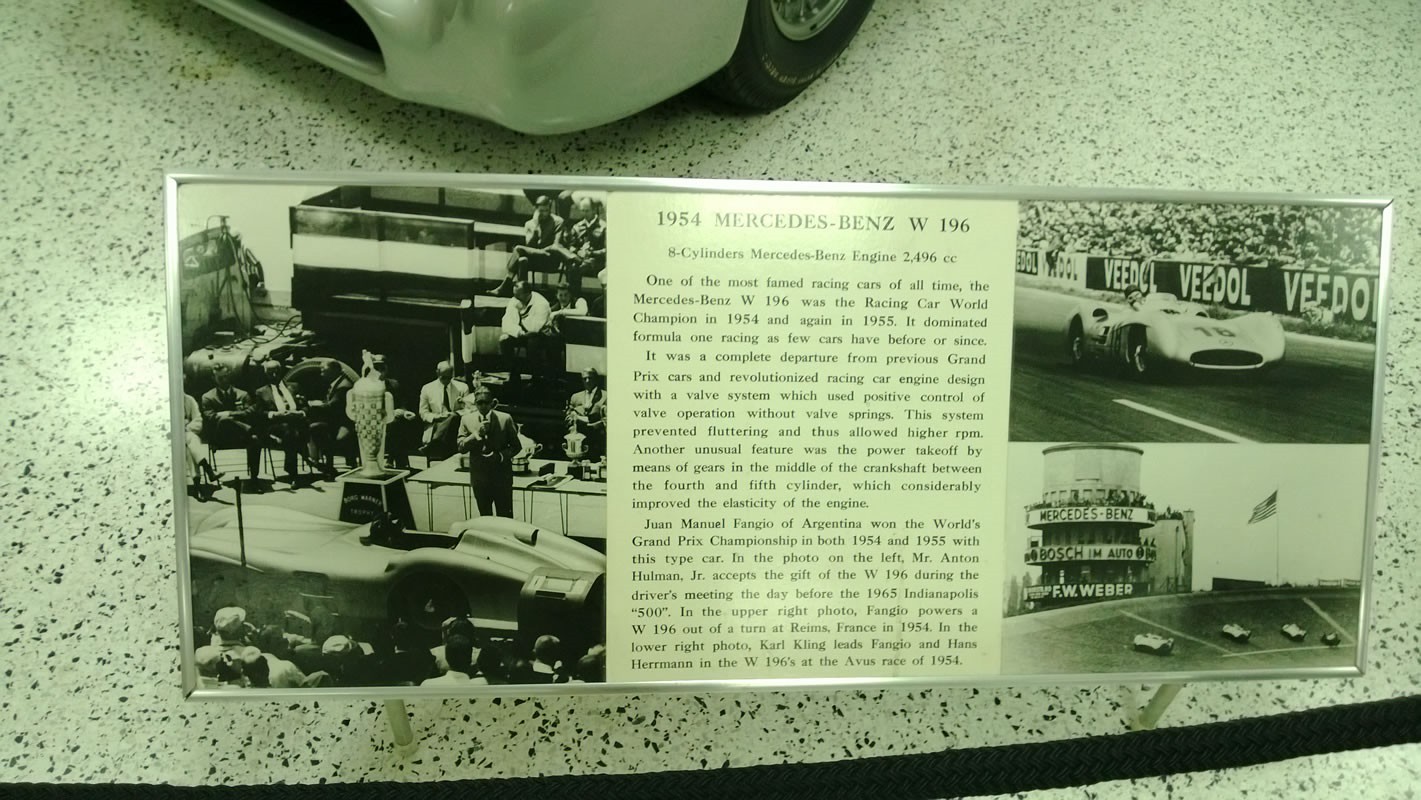 1954 MERCEDES-BENZ W 196
8-Cylinders Mercedes-Benz Engine 2,496 cc
One of the most famed racing cars of all time, the
Mercedes-Benz W 196 was the Racing Car World
Champion in 1954 and again in 1955. It dominated
formula one racing as few cars have before or since.
It was a complete departure from previous Grand
Prix cars and revolutionized racing car engine design
with a valve system which used positive control of
valve operation without valve springs. This system
prevented fluttering and thus allowed higher rpm.
Another unusual feature was the power takeoff by
means of gears in the middle of the crankshaft between
the fourth and fifth cylinder, which considerably
improved the elasticity of the engine.
Juan Manuel Fangio of Argentina won the World's
Grand Prix Championship in both 1954 and 1955 with
this type car. In the photo on the left, Mr. Anton
Hulman, Jr. accepts the gift of the W 196 during the
driver's meeting the day before the 1965 Indianapolis
"500". In the upper right photo, Fangio powers a
W 196 out of a turn at Reims, France in 1954. In the
lower right photo, Karl Kling leads Fangio and Hans
Herrmann in the W 196's at the Avus race of 1954.
BORG WARNER
TROPHY
VEEDOL VEEDOL VEEDOL
18
MERCEDES-BENZ
BOSCH IM AUTO
F.W. WEBER